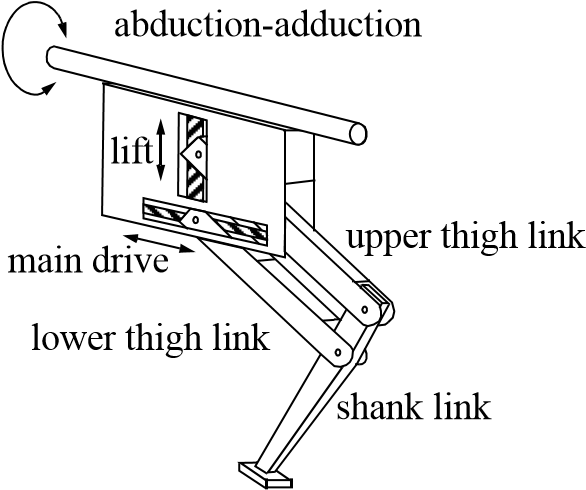 abduction-adduction
lift
upper thigh link
main drive
lower thigh link
shank link